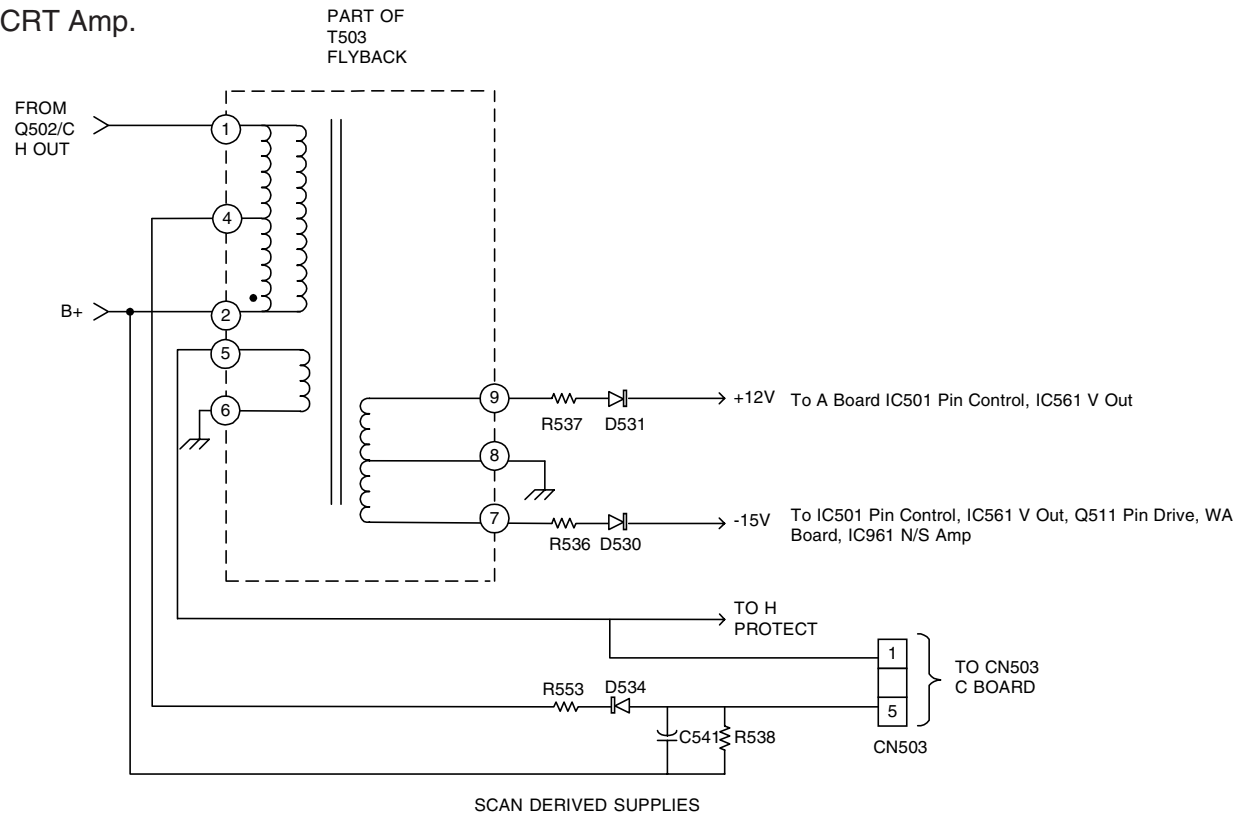 CRT Amp.
PART OF
T503
FLYBACK
FROM
Q502/C
H OUT
1
4
B+
2
5
6
9
R537 D531
+12V To A Board IC501 Pin Control, IC561 V Out
8
7
R536 D530
-15V To IC501 Pin Control, IC561 V Out, Q511 Pin Drive, WA
Board, IC961 N/S Amp
TO H
PROTECT
1
TO CN503
C BOARD
R553 D534
5
C541 R538
CN503
SCAN DERIVED SUPPLIES